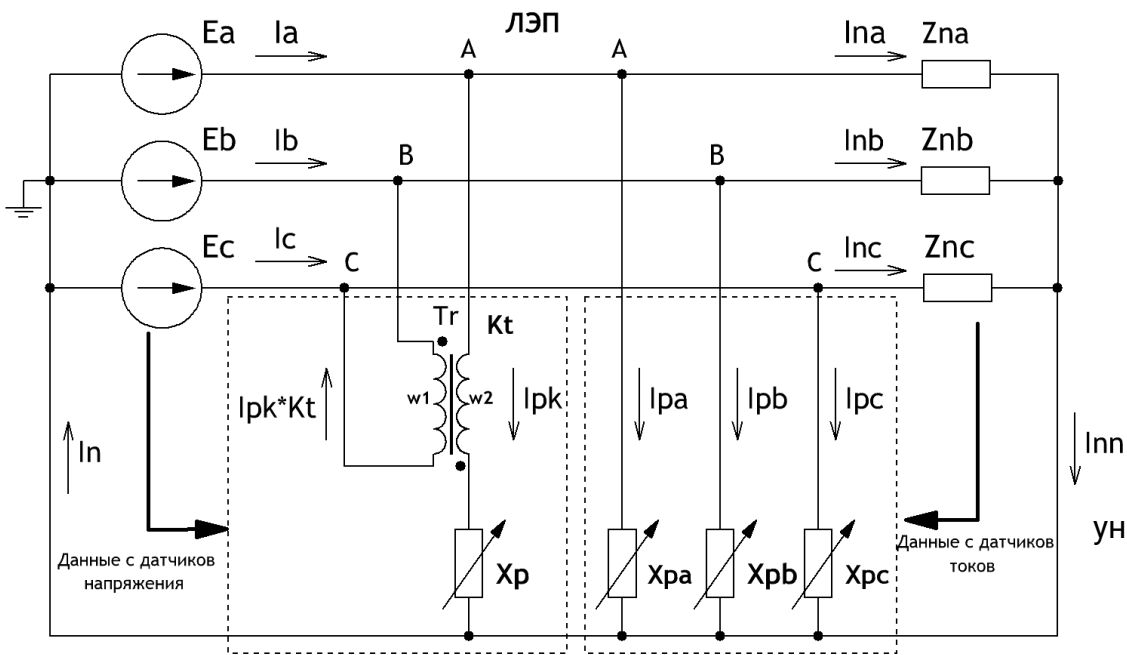 ЛЭП
Ea Ia A A Ina Zna
Eb Ib B B Inb Znb
Ec Ic C C Inc Znc
Tr Kt
w1 w2
Ipk*Kt Ipk Ipa Ipb Ipc
In Inn
ун
Данные с датчиков
напряжения
Данные с датчиков
токов
Xp Xpa Xpb Xpc